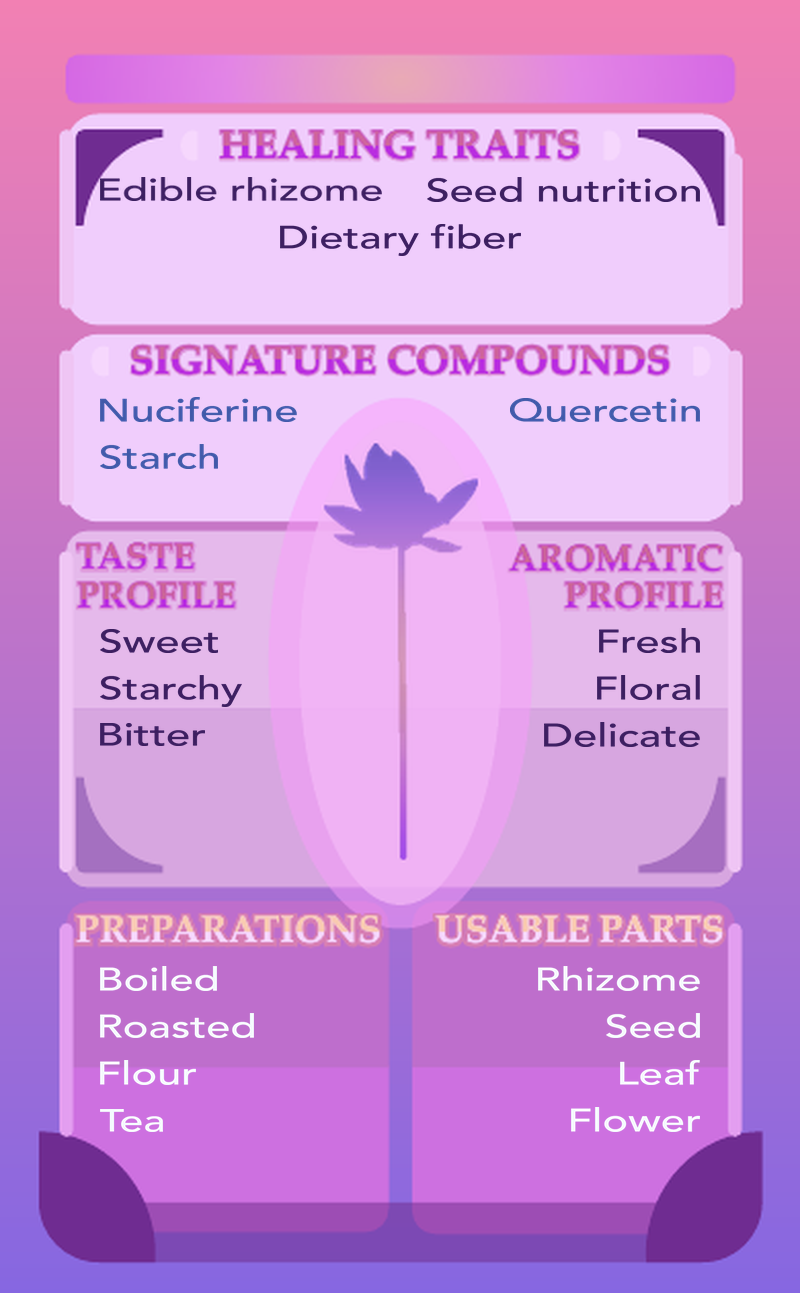 HEALING TRAITS
Edible rhizome Seed nutrition
Dietary fiber
SIGNATURE COMPOUNDS
Nuciferine Quercetin
Starch
TASTE PROFILE
Sweet
Starchy
Bitter
AROMATIC PROFILE
Fresh
Floral
Delicate
PREPARATIONS
Boiled
Roasted
Flour
Tea
USABLE PARTS
Rhizome
Seed
Leaf
Flower